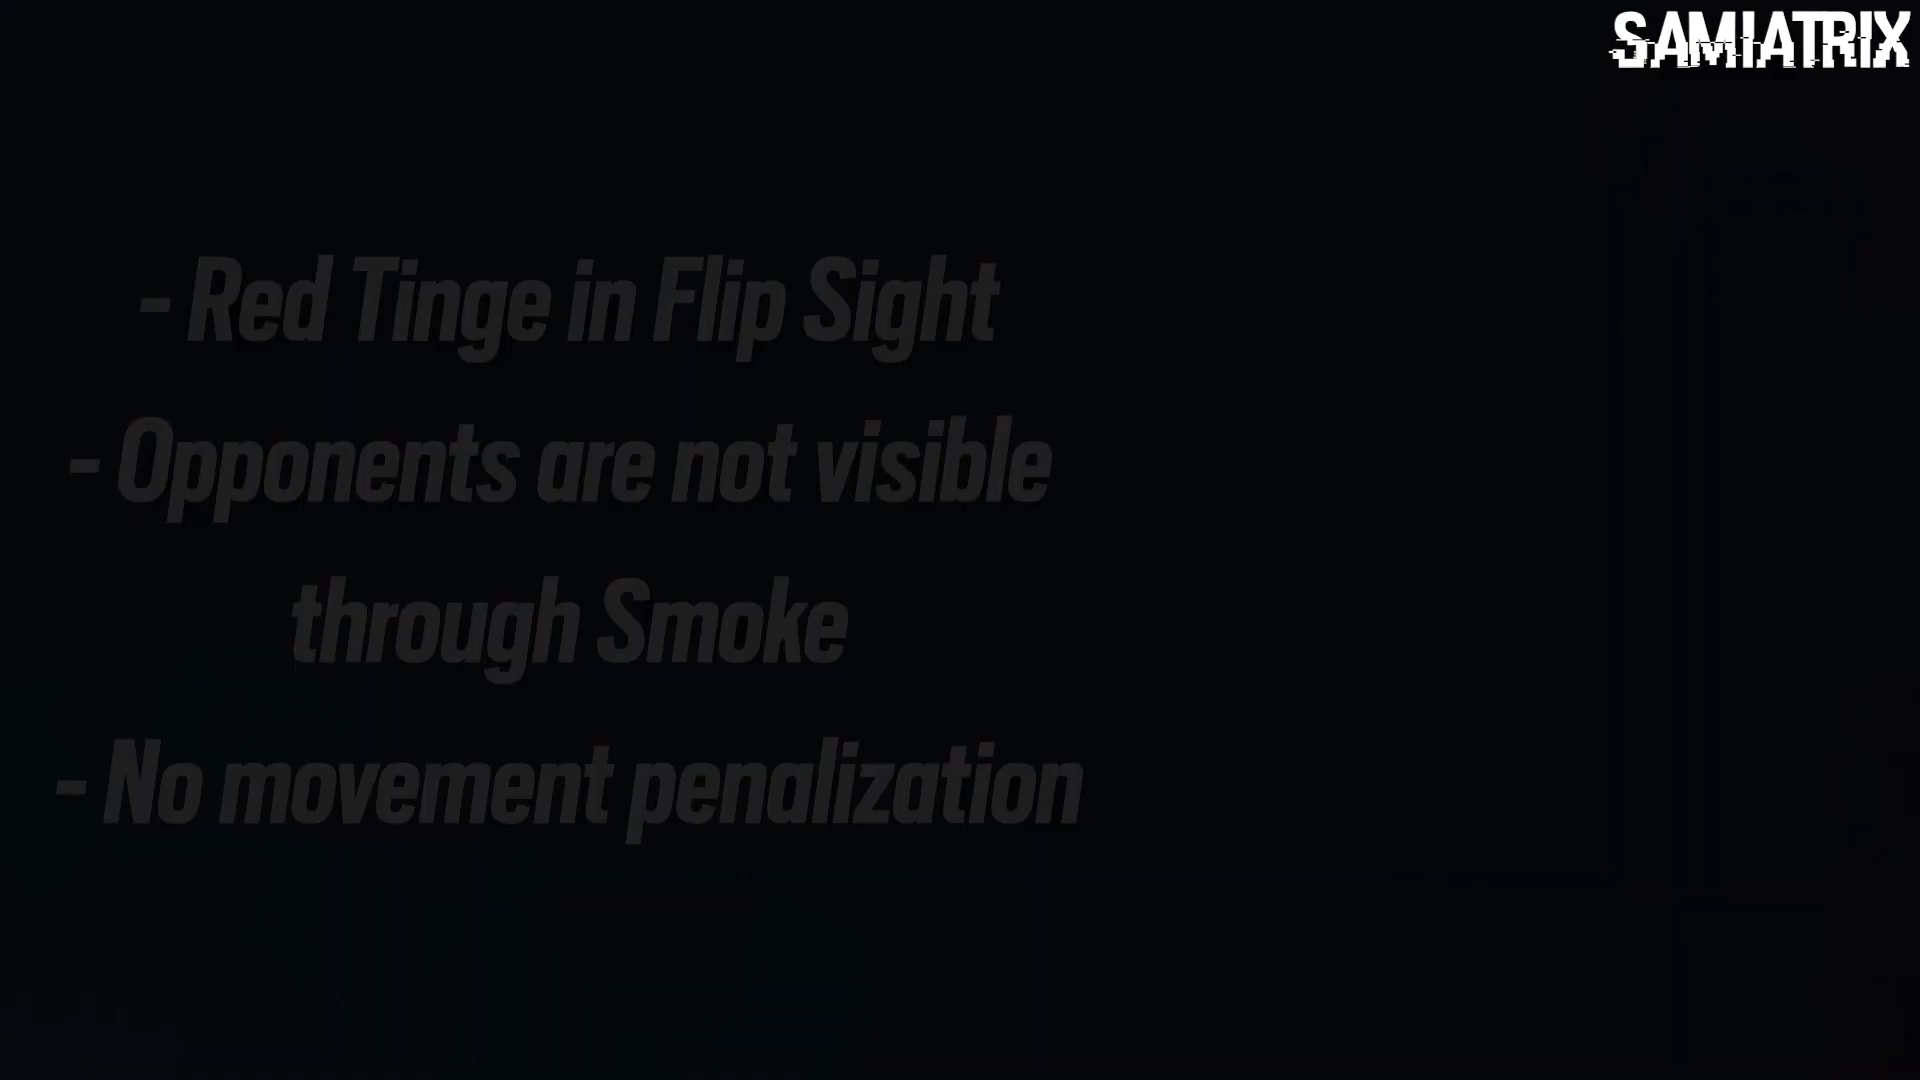 SAMIATRIX
- Red Tinge in Flip Sight
- Opponents are not visible
through Smoke
- No movement penalization